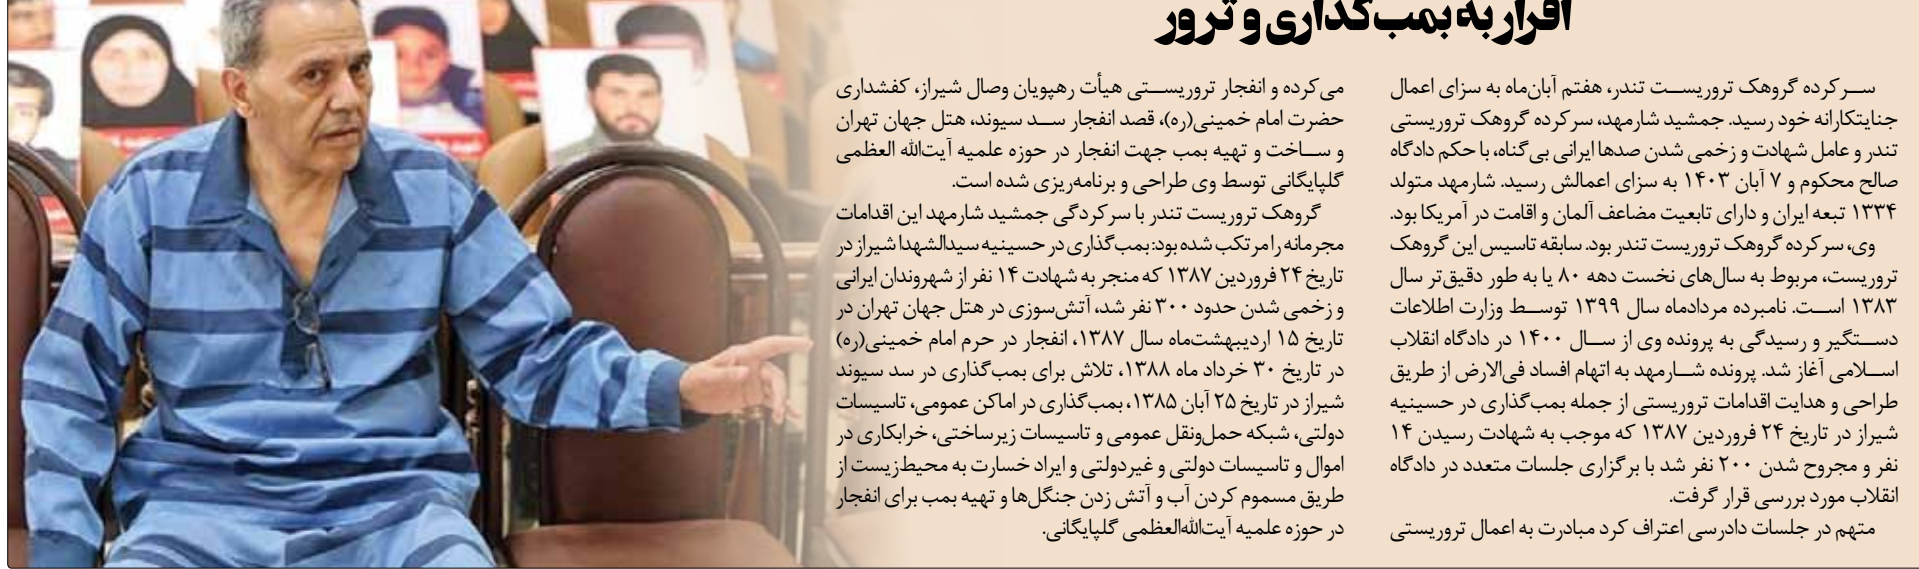 اقرار به بمب‌گذاری و ترور
ســرکرده گروهک تروریســت تندر، هفتم آبان‌ماه به سزای اعمال
جنایتکارانه خود رسید. جمشید شارمهد، سرکرده گروهک تروریستی
تندر و عامل شهادت و زخمی شدن صدها ایرانی بی‌گناه، با حکم دادگاه
صالح محکوم و ۷ آبان ۱۴۰۳ به سزای اعمالش رسید. شارمهد متولد
۱۳۳۴ تبعه ایران و دارای تابعیت مضاعف آلمان و اقامت در آمریکا بود.
وی، سرکرده گروهک تروریست تندر بود. سابقه تاسیس این گروهک
تروریست، مربوط به سال‌های نخست دهه ۸۰ یا به طور دقیق‌تر سال
۱۳۸۳ اســت. نامبرده مردادماه سال ۱۳۹۹ توســط وزارت اطلاعات
دســتگیر و رسیدگی به پرونده وی از ســال ۱۴۰۰ در دادگاه انقلاب
اســلامی آغاز شد. پرونده شــارمهد به اتهام افساد فی‌الارض از طریق
طراحی و هدایت اقدامات تروریستی از جمله بمب‌گذاری در حسینیه
شیراز در تاریخ ۲۴ فروردین ۱۳۸۷ که موجب به شهادت رسیدن ۱۴
نفر و مجروح شدن ۲۰۰ نفر شد با برگزاری جلسات متعدد در دادگاه
انقلاب مورد بررسی قرار گرفت.
متهم در جلسات دادرسی اعتراف کرد مبادرت به اعمال تروریستی
می‌کرده و انفجار تروریســتی هیأت رهپویان وصال شیراز، کفشداری
حضرت امام خمینی(ره)، قصد انفجار ســد سیوند، هتل جهان تهران
و ســاخت و تهیه بمب جهت انفجار در حوزه علمیه آیت‌الله العظمی
گلپایگانی توسط وی طراحی و برنامه‌ریزی شده است.
گروهک تروریست تندر با سرکردگی جمشید شارمهد این اقدامات
مجرمانه را مرتکب شده بود: بمب‌گذاری در حسینیه سیدالشهدا شیراز در
تاریخ ۲۴ فروردین ۱۳۸۷ که منجر به شهادت ۱۴ نفر از شهروندان ایرانی
و زخمی شدن حدود ۳۰۰ نفر شد، آتش‌سوزی در هتل جهان تهران در
تاریخ ۱۵ اردیبهشت‌ماه سال ۱۳۸۷، انفجار در حرم امام خمینی(ره)
در تاریخ ۳۰ خرداد ماه ۱۳۸۸، تلاش برای بمب‌گذاری در سد سیوند
شیراز در تاریخ ۲۵ آبان ۱۳۸۵، بمب‌گذاری در اماکن عمومی، تاسیسات
دولتی، شبکه حمل‌ونقل عمومی و تاسیسات زیرساختی، خرابکاری در
اموال و تاسیسات دولتی و غیردولتی و ایراد خسارت به محیط‌زیست از
طریق مسموم کردن آب و آتش زدن جنگل‌ها و تهیه بمب برای انفجار
در حوزه علمیه آیت‌الله‌العظمی گلپایگانی.